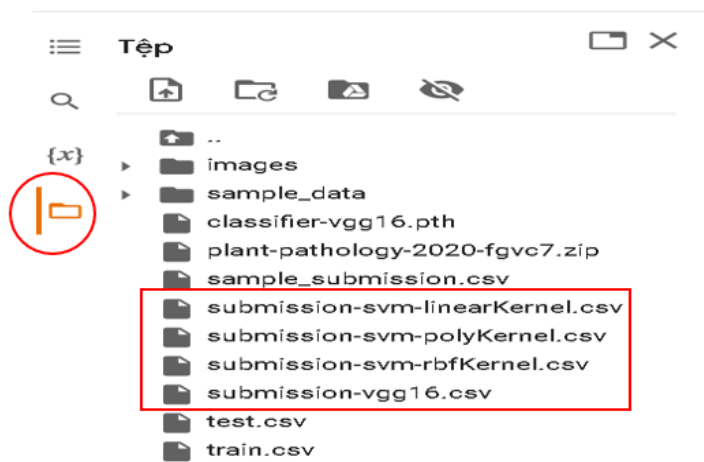 Tệp
{x}
..
images
sample_data
classifier-vgg16.pth
plant-pathology-2020-fgvc7.zip
sample_submission.csv
submission-svm-linearKernel.csv
submission-svm-polyKernel.csv
submission-svm-rbfKernel.csv
submission-vgg16.csv
test.csv
train.csv